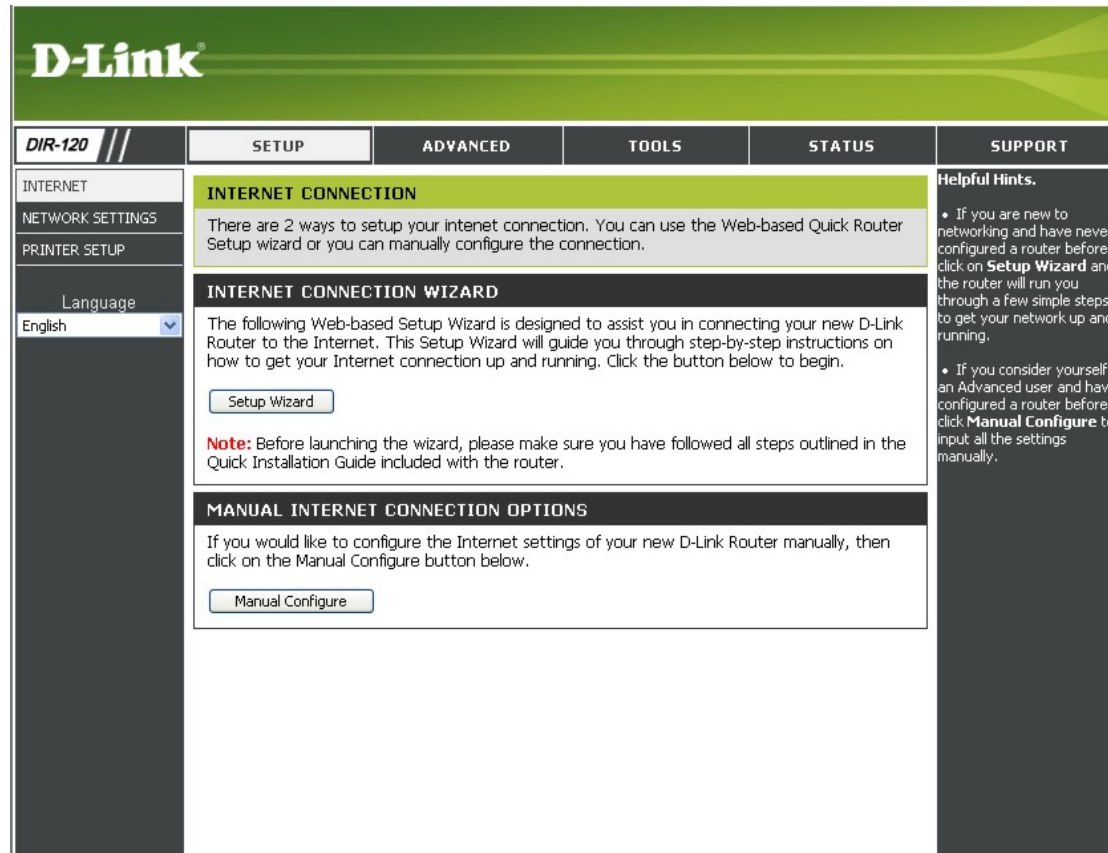 D-Link®
DIR-120
SETUP
ADVANCED
TOOLS
STATUS
SUPPORT
INTERNET
NETWORK SETTINGS
PRINTER SETUP
Language
English
INTERNET CONNECTION
There are 2 ways to setup your intenet connection. You can use the Web-based Quick Router
Setup wizard or you can manually configure the connection.
INTERNET CONNECTION WIZARD
The following Web-based Setup Wizard is designed to assist you in connecting your new D-Link
Router to the Internet. This Setup Wizard will guide you through step-by-step instructions on
how to get your Internet connection up and running. Click the button below to begin.
Setup Wizard
Note: Before launching the wizard, please make sure you have followed all steps outlined in the
Quick Installation Guide included with the router.
MANUAL INTERNET CONNECTION OPTIONS
If you would like to configure the Internet settings of your new D-Link Router manually, then
click on the Manual Configure button below.
Manual Configure
Helpful Hints.
• If you are new to
networking and have neve
configured a router before
click on Setup Wizard and
the router will run you
through a few simple steps
to get your network up and
running.
• If you consider yourself
an Advanced user and hav
configured a router before
click Manual Configure to
input all the settings
manually.